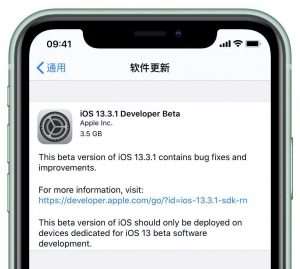 09:41
通用
软件更新
iOS 13.3.1 Developer Beta
Apple Inc.
3.5 GB
This beta version of iOS 13.3.1 contains bug fixes and
improvements.
For more information, visit:
https://developer.apple.com/go/?id=ios-13.3.1-sdk-rn
This beta version of iOS should only be deployed on
devices dedicated for iOS 13 beta software
development.